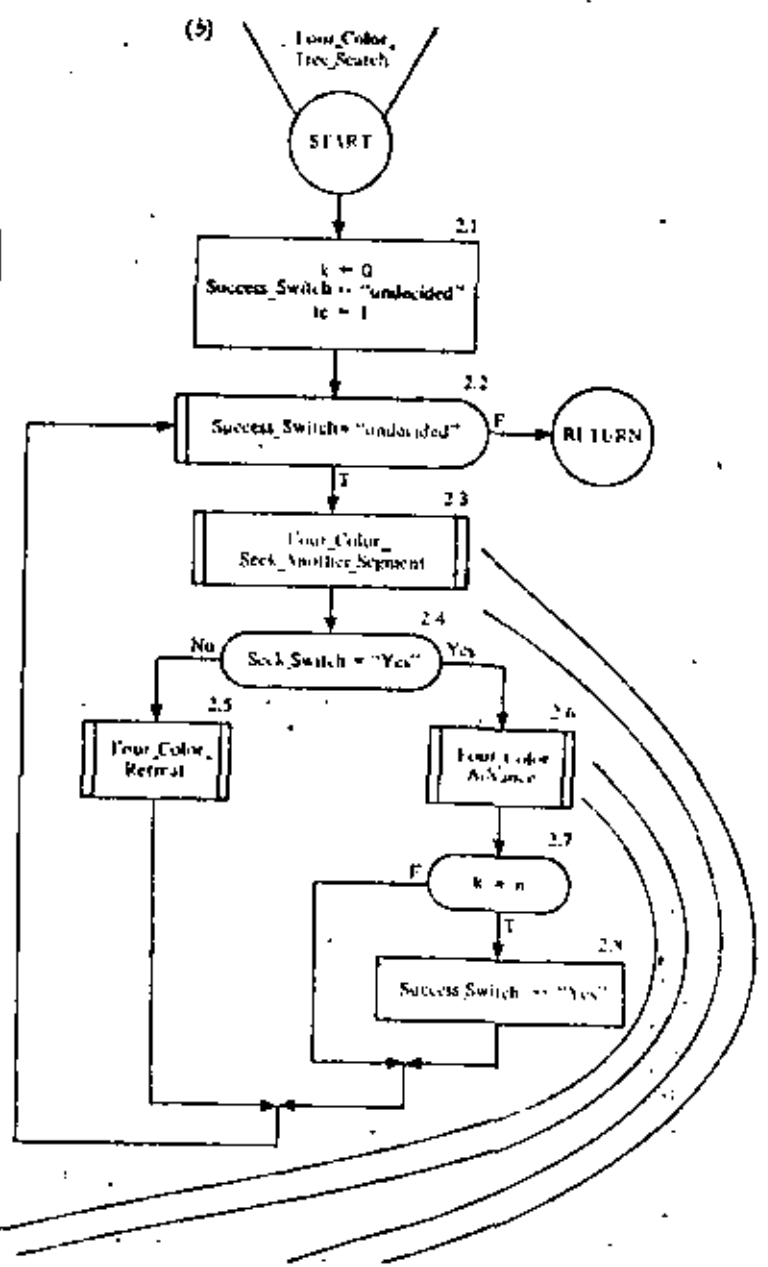 (b)
Four_Color_
Tree_Search
START
2.1
k ← 0
Success_Switch ← "undecided"
← 1
2.2
Success_Switch = "undecided"
F
RETURN
T
2.3
Four_Color_
Seek_Another_Segment
2.4
No
Seek_Switch = "Yes"
Yes
2.5
Four_Color_
Retreat
2.6
Four_Color_
Advance
2.7
F
k = n
T
2.8
Success_Switch ← "Yes"